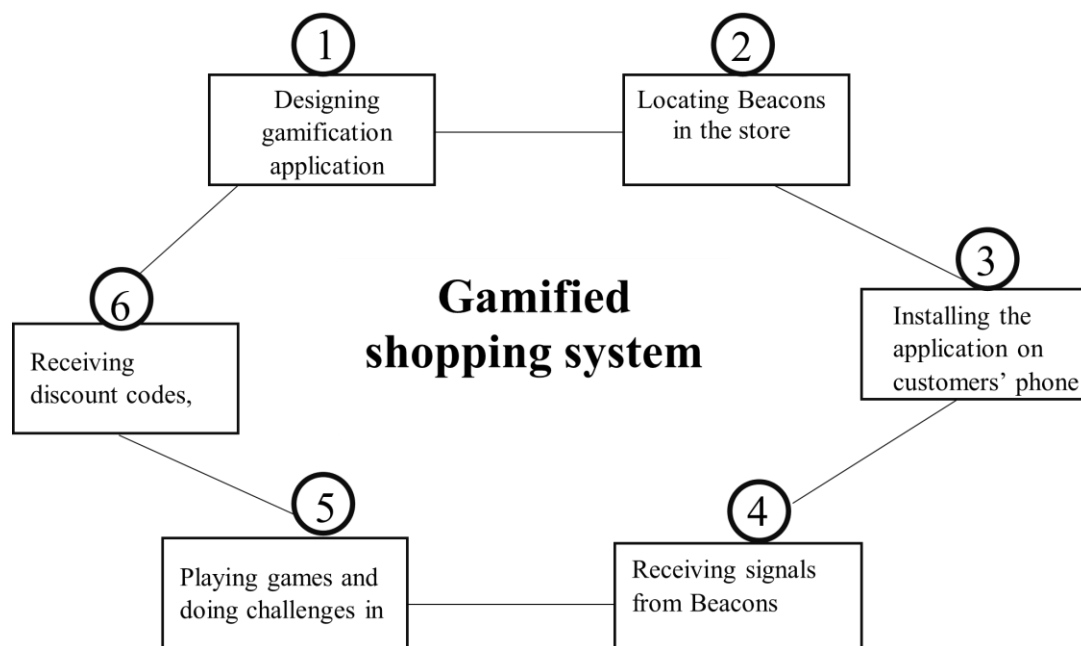 1
Designing
gamification
application
2
Locating Beacons
in the store
3
Installing the
application on
customers’ phone
Gamified
shopping system
4
Receiving signals
from Beacons
5
Playing games and
doing challenges in
6
Receiving
discount codes,